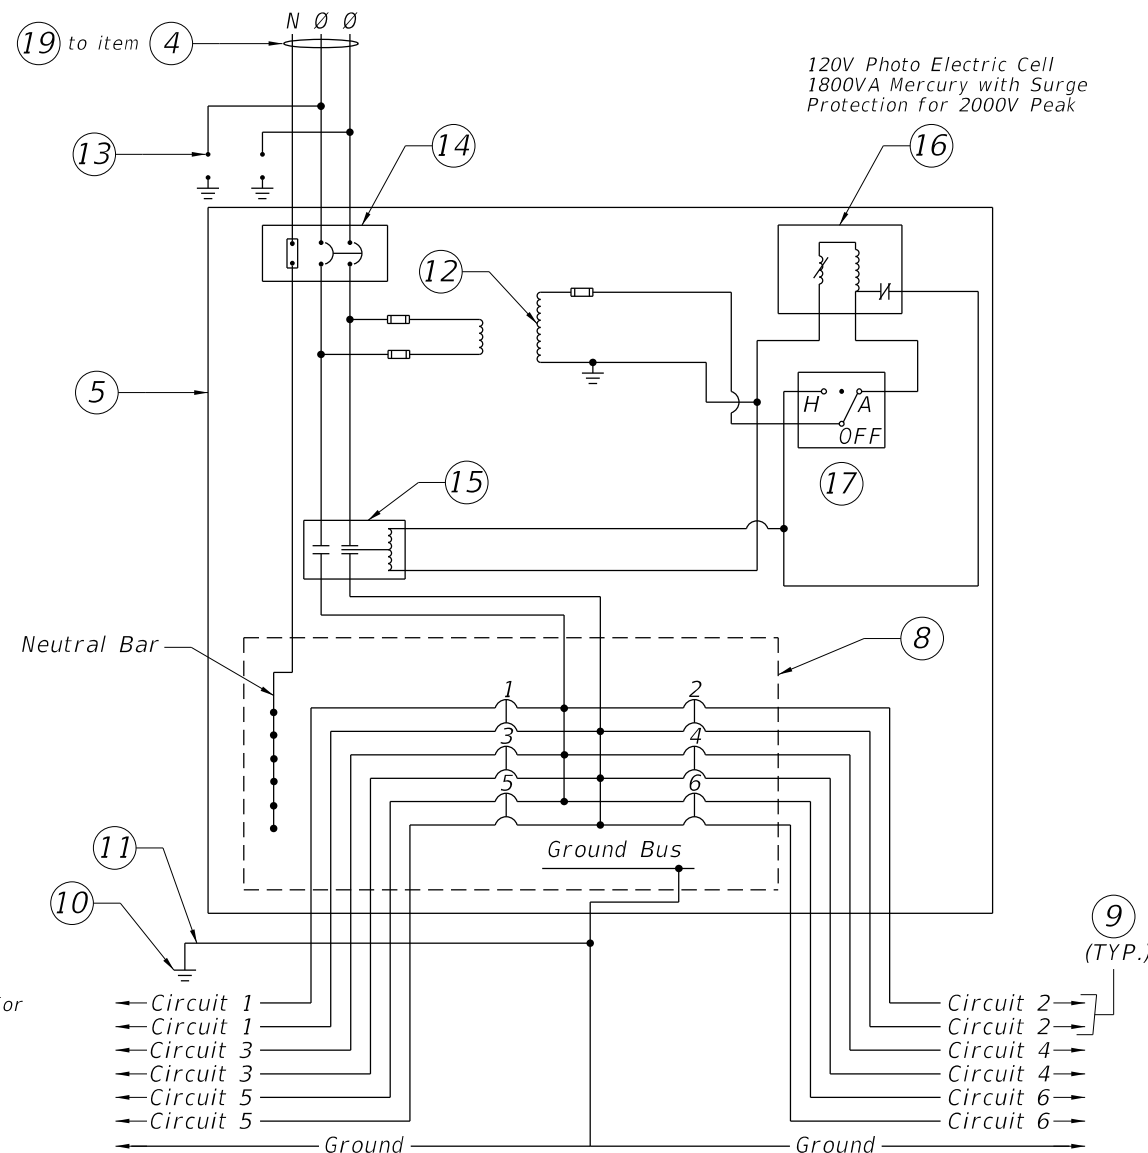 N Ø Ø
19 to item 4
120V Photo Electric Cell
1800VA Mercury with Surge
Protection for 2000V Peak
13
14
16
12
5
H
A
OFF
17
15
8
Neutral Bar
1
2
3
4
5
6
Ground Bus
11
10
9
(TYP.)
Circuit 1
Circuit 2
Circuit 1
Circuit 2
Circuit 3
Circuit 4
Circuit 3
Circuit 4
Circuit 5
Circuit 6
Circuit 5
Circuit 6
Ground
Ground